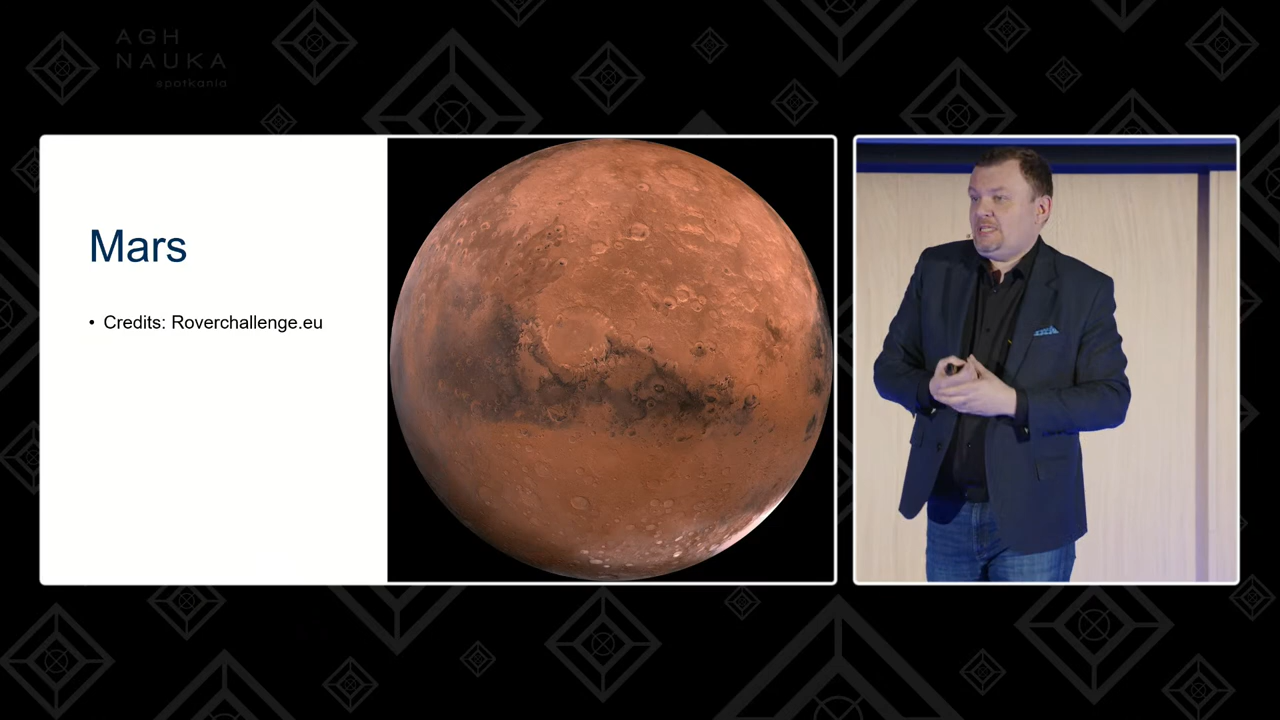 AGH
NAUKA
spotkania
Mars
• Credits: Roverchallenge.eu